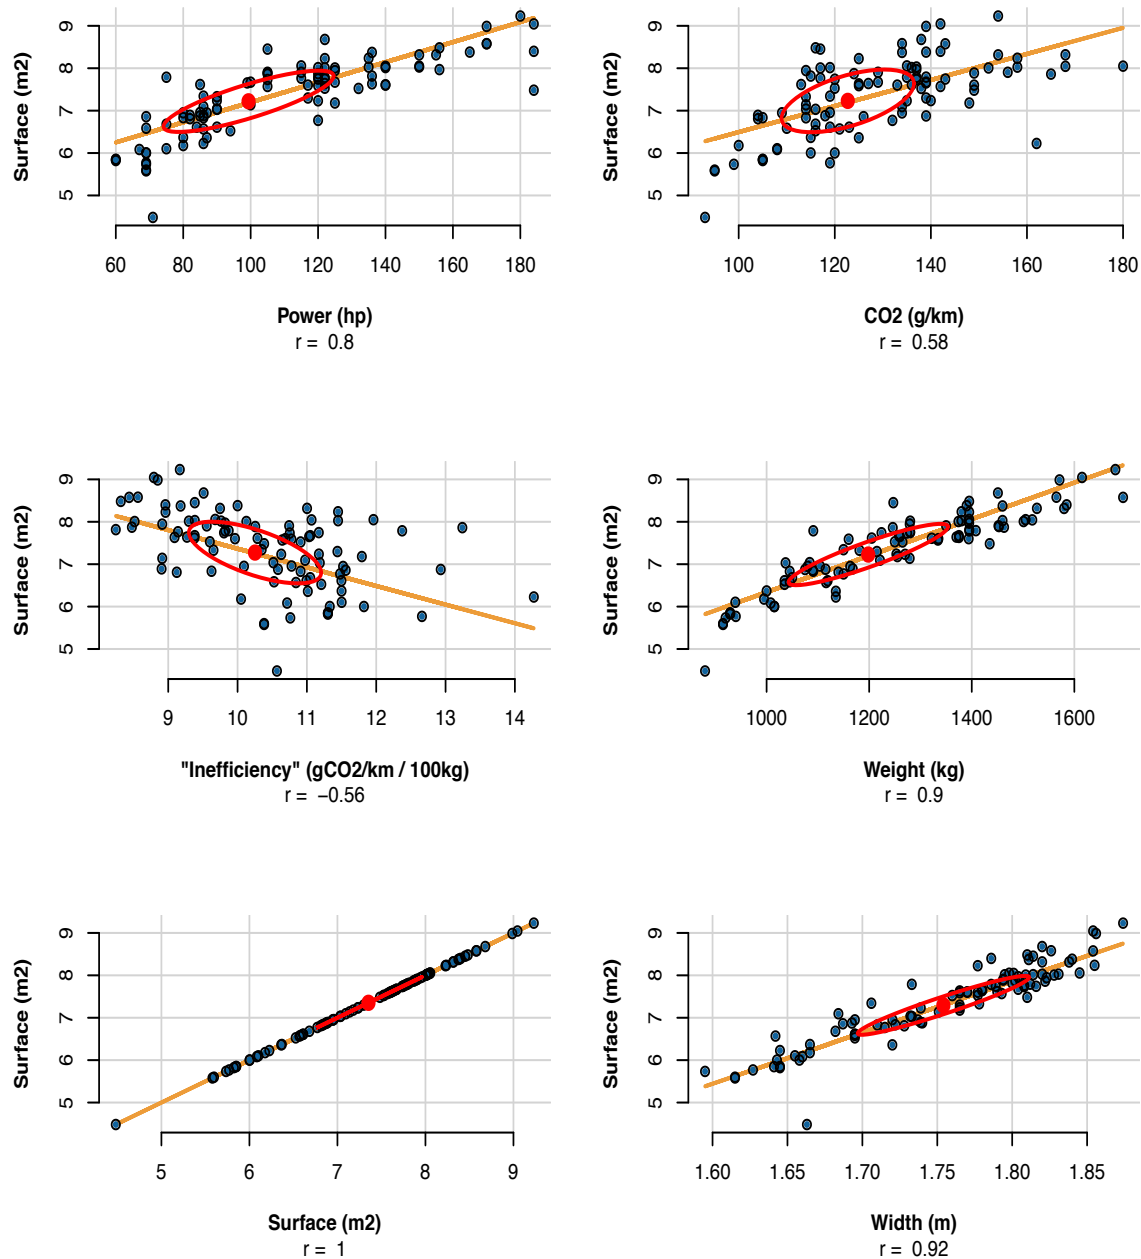 Surface (m2)
5 6 7 8 9
60 80 100 120 140 160 180
Power (hp)
r = 0.8
Surface (m2)
5 6 7 8 9
100 120 140 160 180
CO2 (g/km)
r = 0.58
Surface (m2)
5 6 7 8 9
9 10 11 12 13 14
"Inefficiency" (gCO2/km / 100kg)
r = −0.56
Surface (m2)
5 6 7 8 9
1000 1200 1400 1600
Weight (kg)
r = 0.9
Surface (m2)
5 6 7 8 9
5 6 7 8 9
Surface (m2)
r = 1
Surface (m2)
5 6 7 8 9
1.60 1.65 1.70 1.75 1.80 1.85
Width (m)
r = 0.92